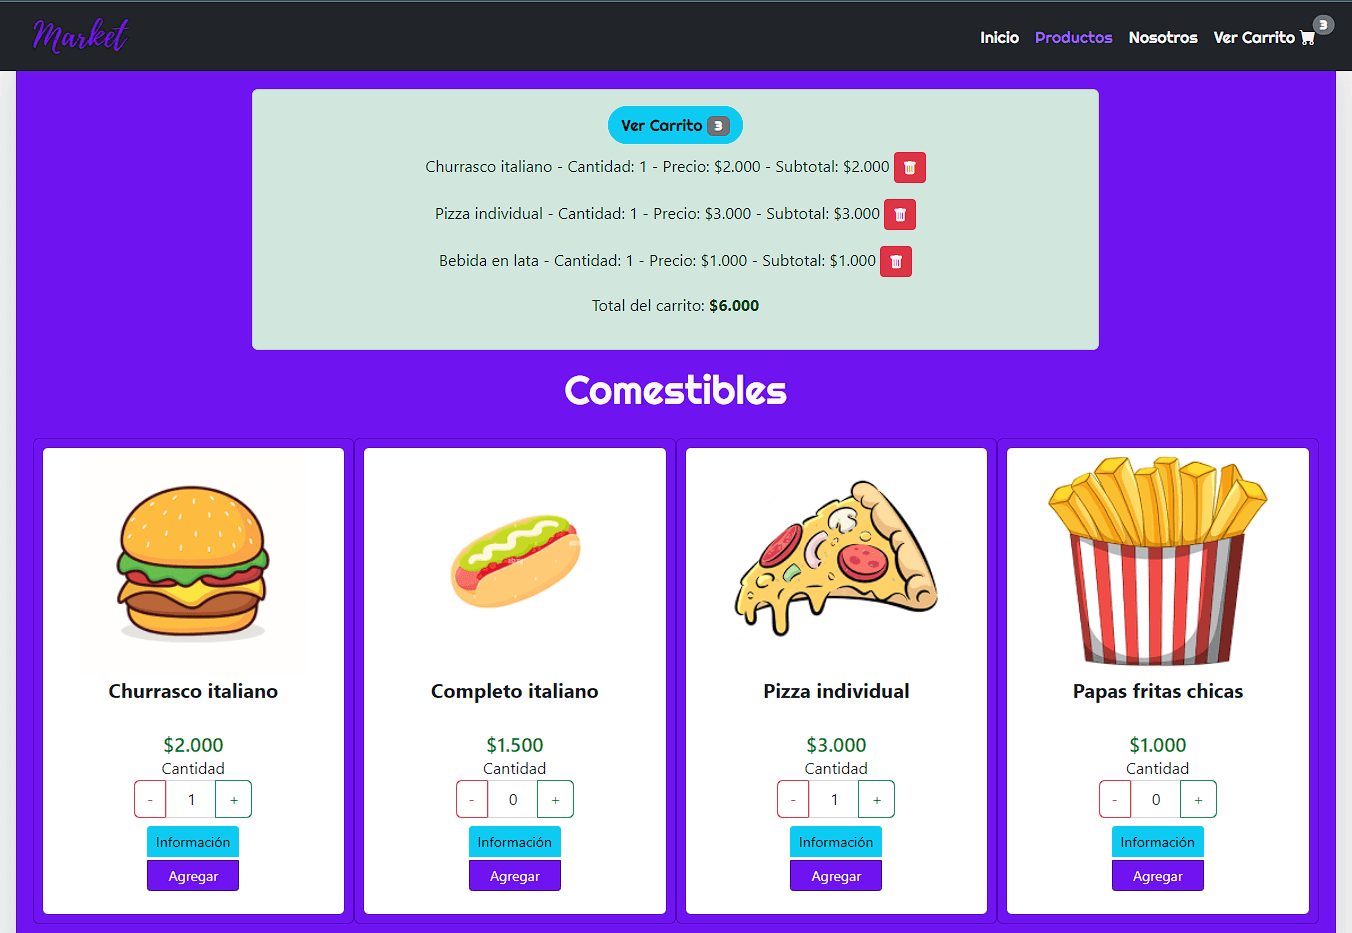 Market
Inicio Productos Nosotros Ver Carrito 3
Ver Carrito 3
Churrasco italiano - Cantidad: 1 - Precio: $2.000 - Subtotal: $2.000
Pizza individual - Cantidad: 1 - Precio: $3.000 - Subtotal: $3.000
Bebida en lata - Cantidad: 1 - Precio: $1.000 - Subtotal: $1.000
Total del carrito: $6.000
Comestibles
Churrasco italiano
$2.000
Cantidad
- 1 +
Información
Agregar
Completo italiano
$1.500
Cantidad
- 0 +
Información
Agregar
Pizza individual
$3.000
Cantidad
- 1 +
Información
Agregar
Papas fritas chicas
$1.000
Cantidad
- 0 +
Información
Agregar